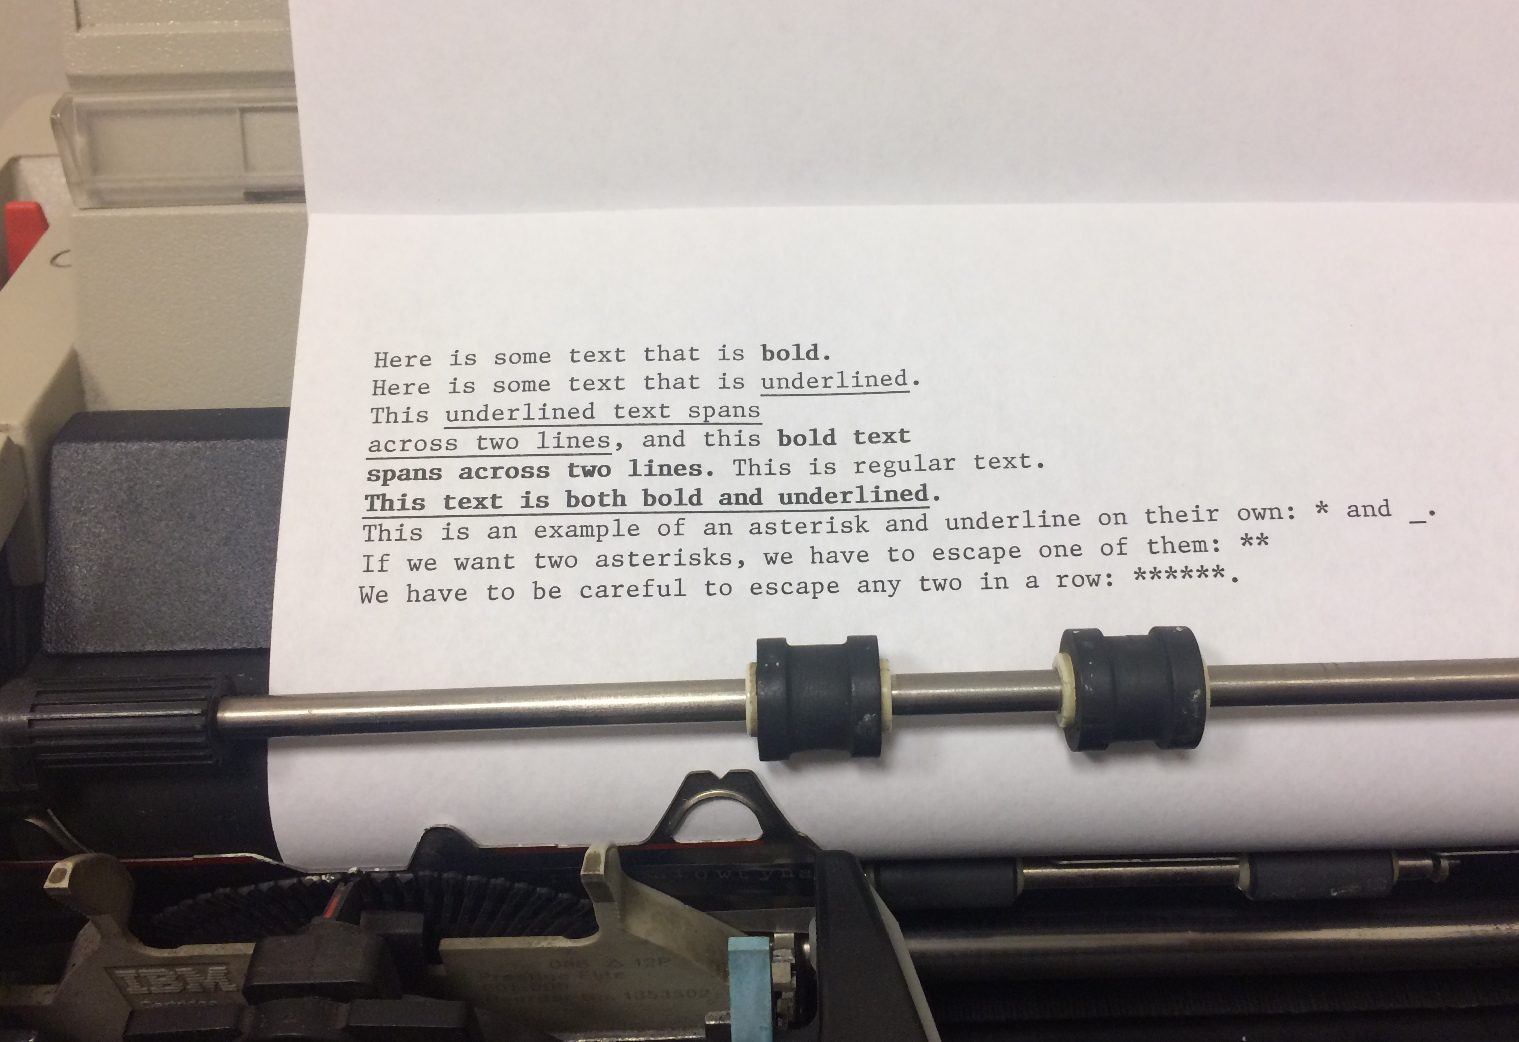 Here is some text that is bold.
Here is some text that is underlined.
This underlined text spans
across two lines, and this bold text
spans across two lines. This is regular text.
This text is both bold and underlined.
This is an example of an asterisk and underline on their own: * and _.
If we want two asterisks, we have to escape one of them: **
We have to be careful to escape any two in a row: ******.
IBM
12P
1353502